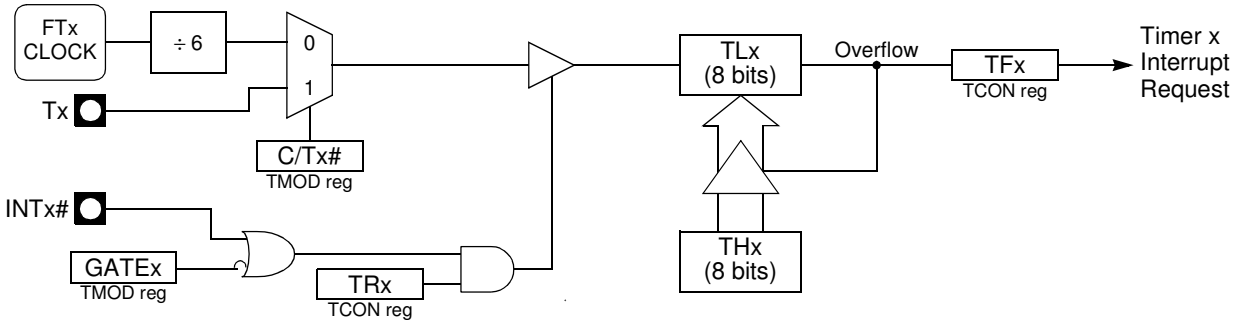 FTx
CLOCK
÷ 6
0
1
Tx
C/Tx#
TMOD reg
TLx
(8 bits)
Overflow
TFx
TCON reg
Timer x
Interrupt
Request
INTx#
GATEx
TMOD reg
TRx
TCON reg
THx
(8 bits)